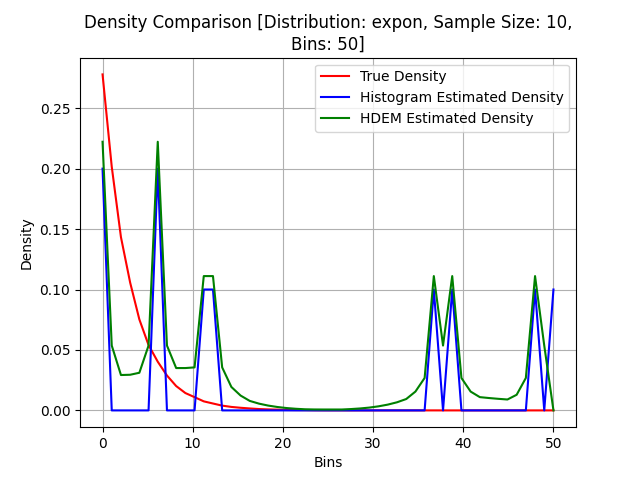 Density Comparison [Distribution: expon, Sample Size: 10,
Bins: 50]
True Density
Histogram Estimated Density
HDEM Estimated Density
Density
0.25
0.20
0.15
0.10
0.05
0.00
0 10 20 30 40 50
Bins